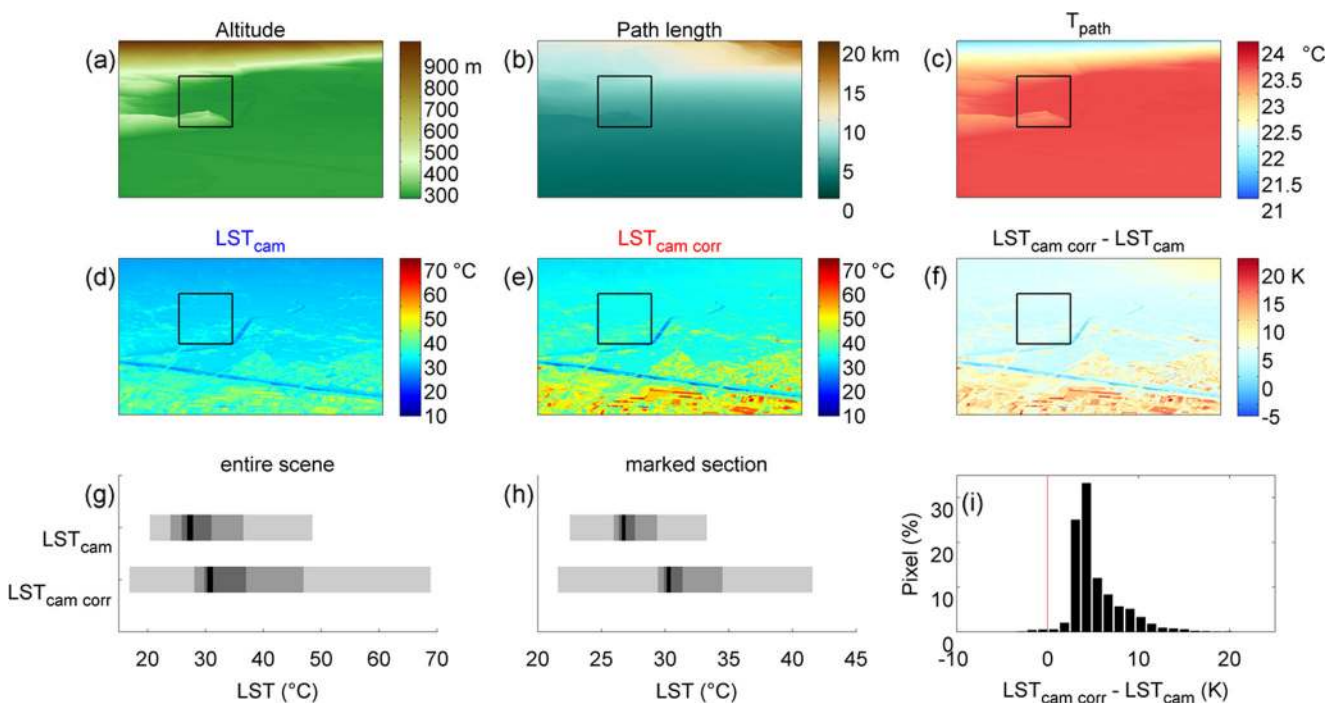 Altitude
(a)
900 m
800
700
600
500
400
300
Path length
(b)
20 km
15
10
5
0
T_path
(c)
24 °C
23.5
23
22.5
22
21.5
21
LST_cam
(d)
70 °C
60
50
40
30
20
10
LST_cam corr
(e)
70 °C
60
50
40
30
20
10
LST_cam corr - LST_cam
(f)
20 K
15
10
5
0
-5
entire scene
(g)
LST_cam
LST_cam corr
20 30 40 50 60 70
LST (°C)
marked section
(h)
20 25 30 35 40 45
LST (°C)
(i)
Pixel (%)
30
20
10
0
-10 0 10 20
LST_cam corr - LST_cam (K)